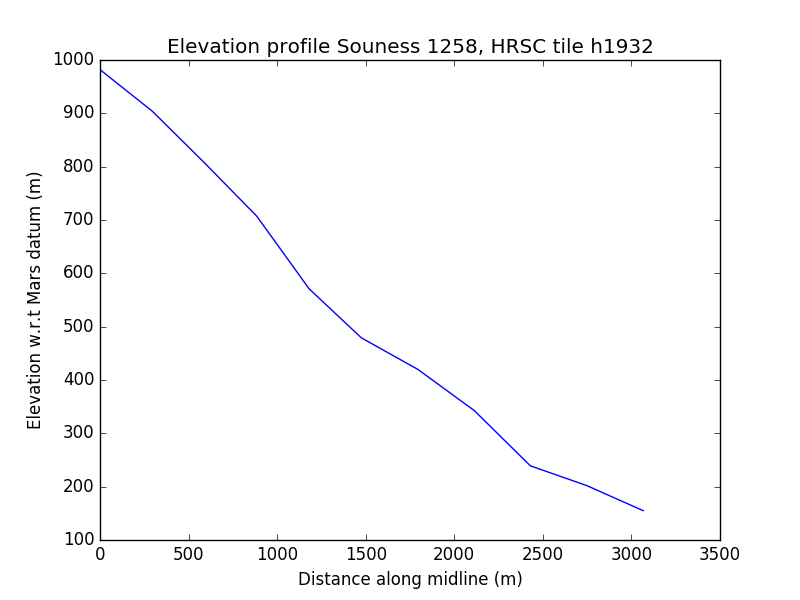 Elevation profile Souness 1258, HRSC tile h1932
1000
900
800
700
600
500
400
300
200
100
Elevation w.r.t Mars datum (m)
0 500 1000 1500 2000 2500 3000 3500
Distance along midline (m)